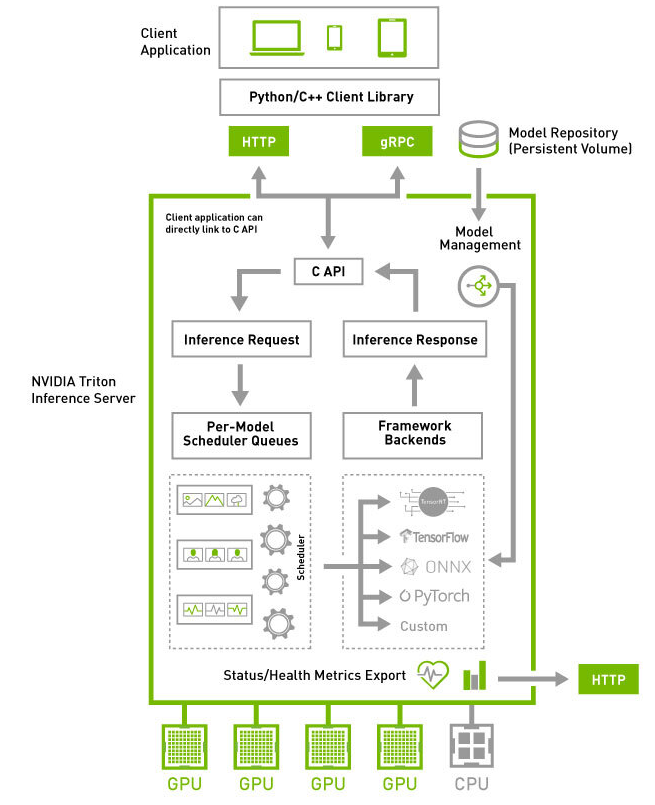 Client
Application
Python/C++ Client Library
HTTP
gRPC
Model Repository
(Persistent Volume)
Client application can
directly link to C API
Model
Management
C API
Inference Request
Inference Response
NVIDIA Triton
Inference Server
Per-Model
Scheduler Queues
Framework
Backends
Scheduler
TensorRT
TensorFlow
ONNX
PyTorch
Custom
Status/Health Metrics Export
HTTP
GPU
GPU
GPU
GPU
CPU